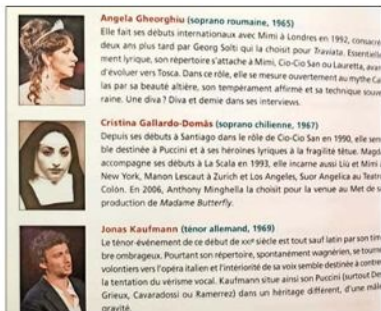 Angela Gheorghiu (soprano roumaine, 1965)
Elle fait ses débuts internationaux avec Mimi à Londres en 1992, consacrée
deux ans plus tard par Georg Solti qui la choisit pour Traviata. Essentielle
ment lyrique, son répertoire s'attache à Mimi, Cio-Cio San ou Lauretta, avan
d'évoluer vers Tosca. Dans ce rôle, elle se mesure ouvertement au mythe Ca
las par sa beauté altière, son tempérament affirmé et sa technique souve
raine. Une diva ? Diva et demie dans ses interviews.
Cristina Gallardo-Domâs (soprano chilienne, 1967)
Depuis ses débuts à Santiago dans le rôle de Cio-San en 1990, elle sem
ble destinée à Puccini et à ses héroïnes lyriques à la fragilité têtue. Magda
accompagne ses débuts à La Scala en 1993, elle incarne aussi Liu et Mimi à
New York, Manon Lescaut à Zurich et Los Angeles, Suor Angelica au Teatro
Colón. En 2006, Anthony Minghella la choisit pour la venue au Met de s
production de Madame Butterfly.
Jonas Kaufmann (ténor allemand, 1969)
Le ténor-événement de ce début de XXIe siècle est tout sauf latin par son tim
bre ombrageux. Pourtant son répertoire, spontanément wagnérien, se tourne
volontiers vers l'opéra italien et l'intériorité de sa voix semble destinée à contrer
la tentation du vérisme vocal. Kaufmann situe ainsi son Puccini (surtout Des
Grieux, Cavaradossi ou Ramerrez) dans un héritage différent, d'une mâle
gravité.